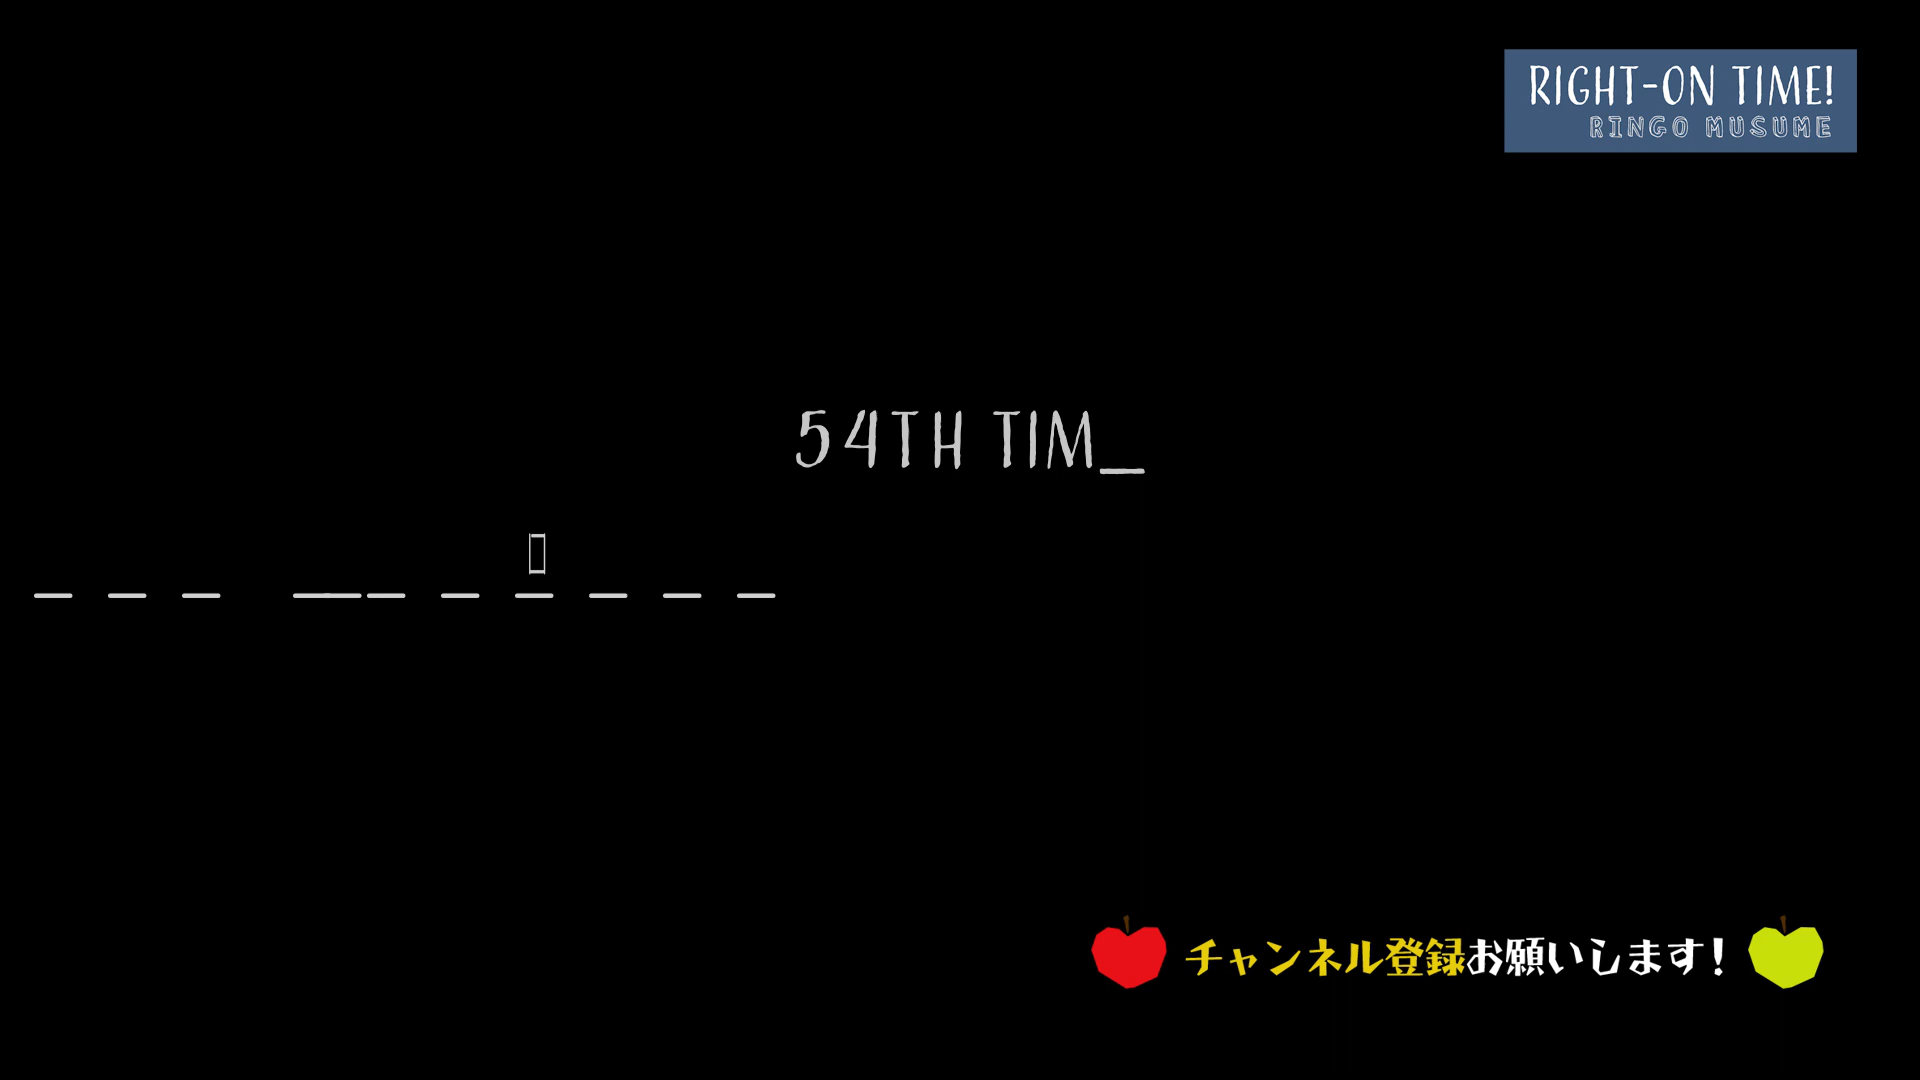 RIGHT-ON TIME!
RINGO MUSUME
54TH TIM_
_ _ _ __ _ _ _ _ _ _
チャンネル登録お願いします!